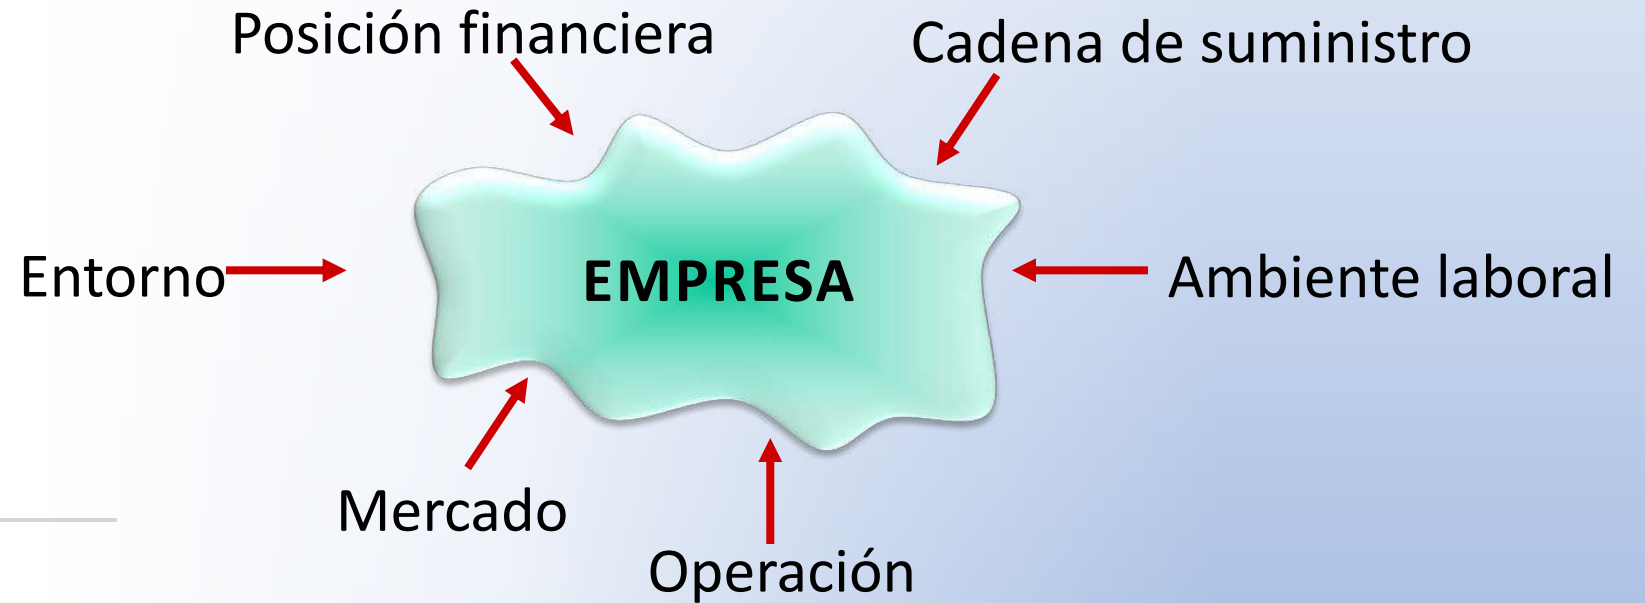 Posición financiera
Cadena de suministro
Entorno
EMPRESA
Ambiente laboral
Mercado
Operación